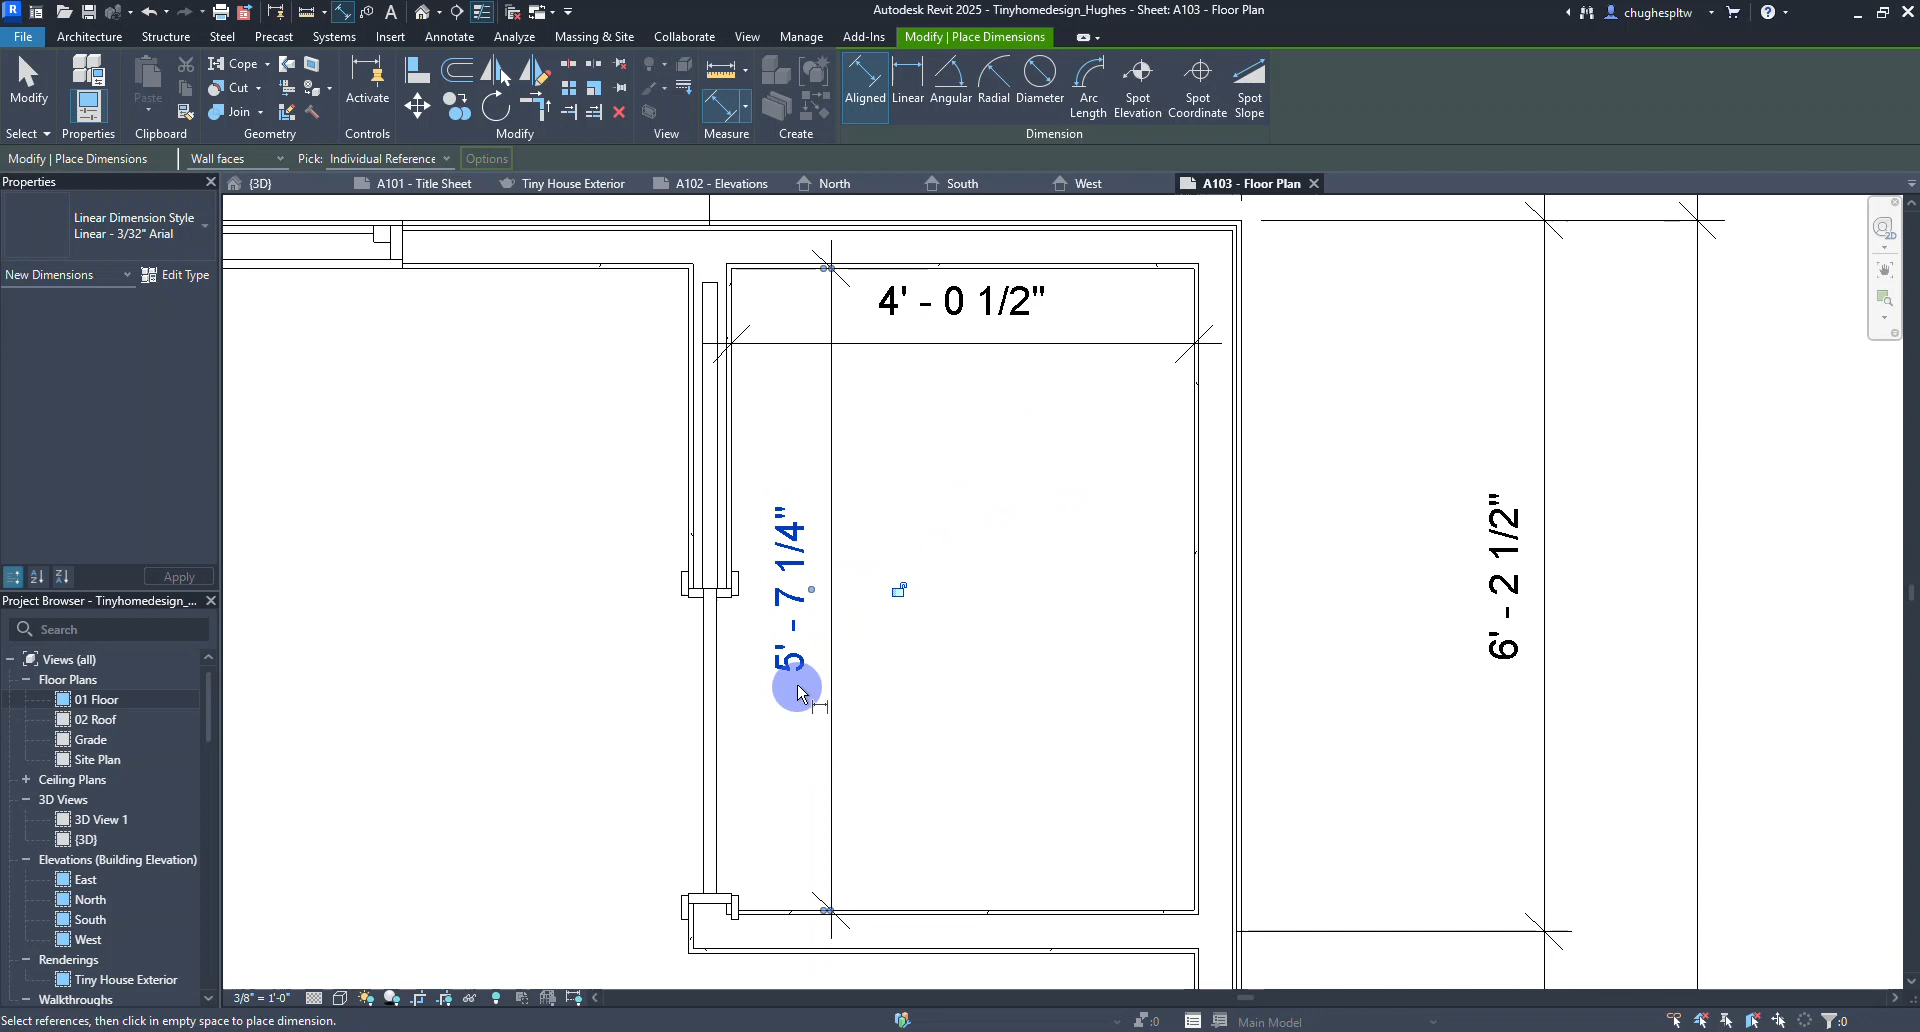 Autodesk Revit 2025 - Tinyhomedesign_Hughes - Sheet: A103 - Floor Plan
chughespltw
File
Architecture
Structure
Steel
Precast
Systems
Insert
Annotate
Analyze
Massing & Site
Collaborate
View
Manage
Add-Ins
Modify | Place Dimensions
Modify
Paste
Cope
Cut
Join
Activate
Aligned
Linear
Angular
Radial
Diameter
Arc Length
Spot Elevation
Spot Coordinate
Spot Slope
Select
Properties
Clipboard
Geometry
Controls
Modify
View
Measure
Create
Dimension
Modify | Place Dimensions
Wall faces
Pick:
Individual Reference
Options
Properties
{3D}
A101 - Title Sheet
Tiny House Exterior
A102 - Elevations
North
South
West
A103 - Floor Plan
Linear Dimension Style
Linear - 3/32" Arial
New Dimensions
Edit Type
2D
4' - 0 1/2"
5' - 7 1/4"
6' - 2 1/2"
Apply
Project Browser - Tinyhomedesign_...
Search
Views (all)
Floor Plans
01 Floor
02 Roof
Grade
Site Plan
Ceiling Plans
3D Views
3D View 1
{3D}
Elevations (Building Elevation)
East
North
South
West
Renderings
Tiny House Exterior
Walkthroughs
3/8" = 1'-0"
Select references, then click in empty space to place dimension.
:0
Main Model
:0